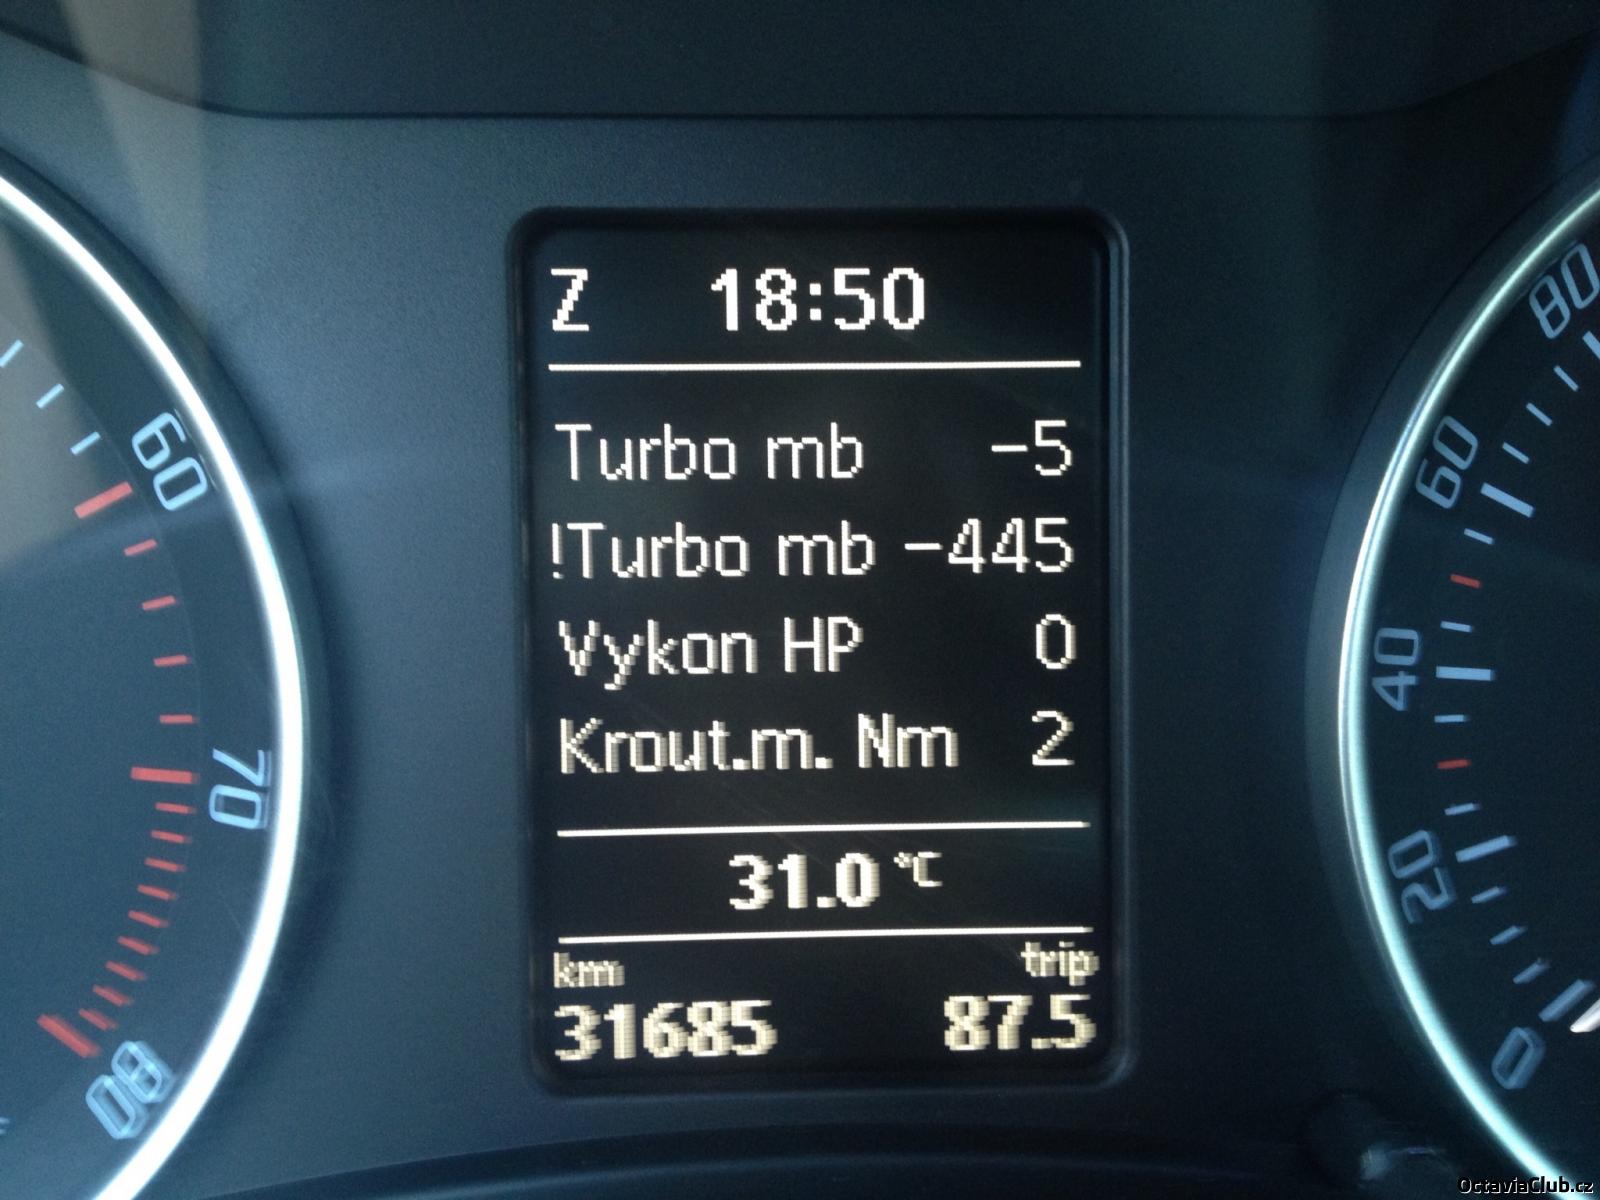 Z 18:50
Turbo mb -5
!Turbo mb -445
Vykon HP 0
Krout.m. Nm 2
31.0 °C
km trip
31685 87.5
60
70
80
80
60
40
20
0
OctaviaClub.cz